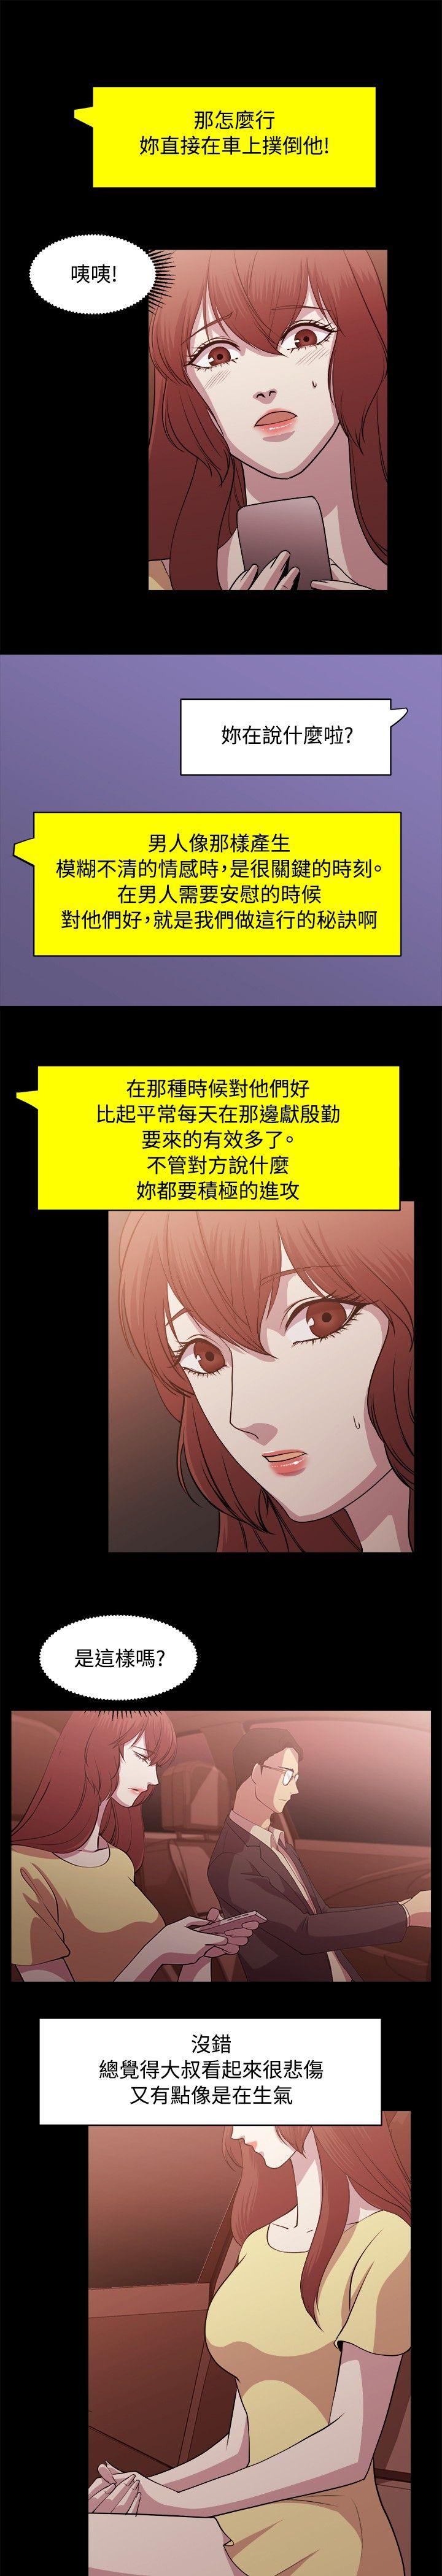 那怎麼行
妳直接在車上撲倒他!
咦咦!
妳在說什麼啦?
男人像那樣產生
模糊不清的情感時,是很關鍵的時刻。
在男人需要安慰的時候
對他們好,就是我們做這行的秘訣啊
在那種時候對他們好
比起平常每天在那邊獻殷勤
要來的有效多了。
不管對方說什麼
妳都要積極的進攻
是這樣嗎?
沒錯
總覺得大叔看起來很悲傷
又有點像是在生氣